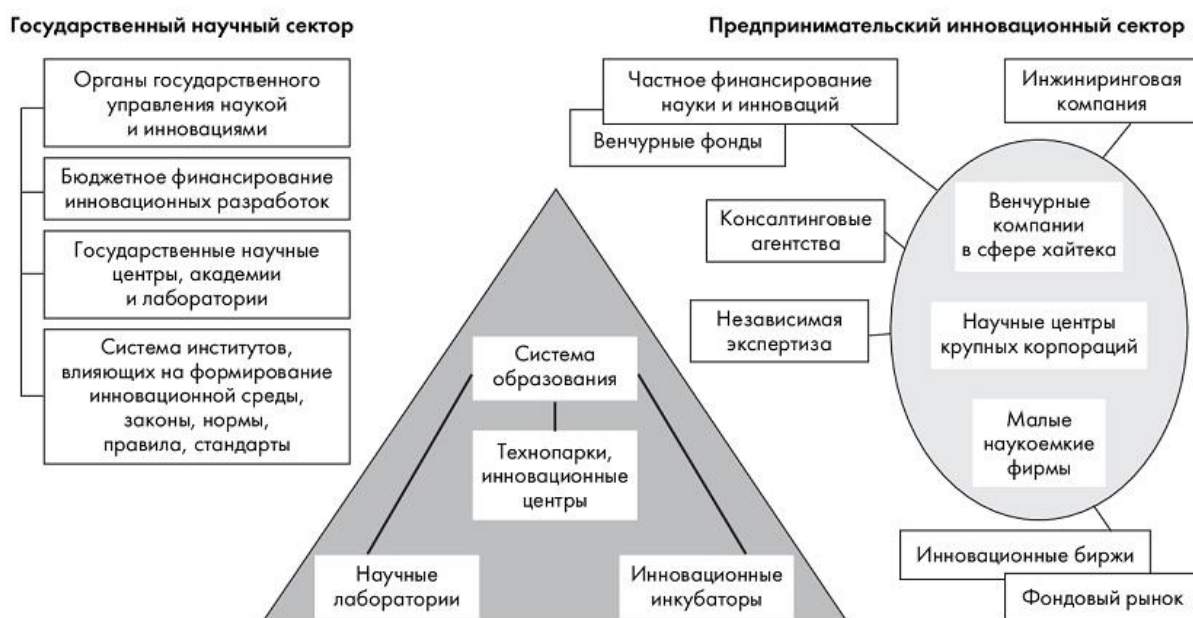 Государственный научный сектор
Органы государственного
управления наукой
и инновациями
Бюджетное финансирование
инновационных разработок
Государственные научные
центры, академии
и лаборатории
Система институтов,
влияющих на формирование
инновационной среды,
законы, нормы,
правила, стандарты
Система
образования
Технопарки,
инновационные
центры
Научные
лаборатории
Инновационные
инкубаторы
Предпринимательский инновационный сектор
Частное финансирование
науки и инноваций
Венчурные фонды
Инжиниринговая
компания
Консалтинговые
агентства
Независимая
экспертиза
Венчурные
компании
в сфере хайтека
Научные центры
крупных корпораций
Малые
наукоемкие
фирмы
Инновационные биржи
Фондовый рынок